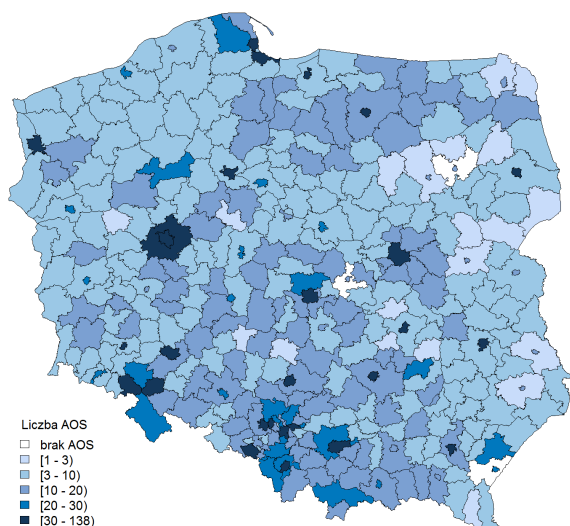 Liczba AOS
brak AOS
[1 - 3)
[3 - 10)
[10 - 20)
[20 - 30)
[30 - 138)